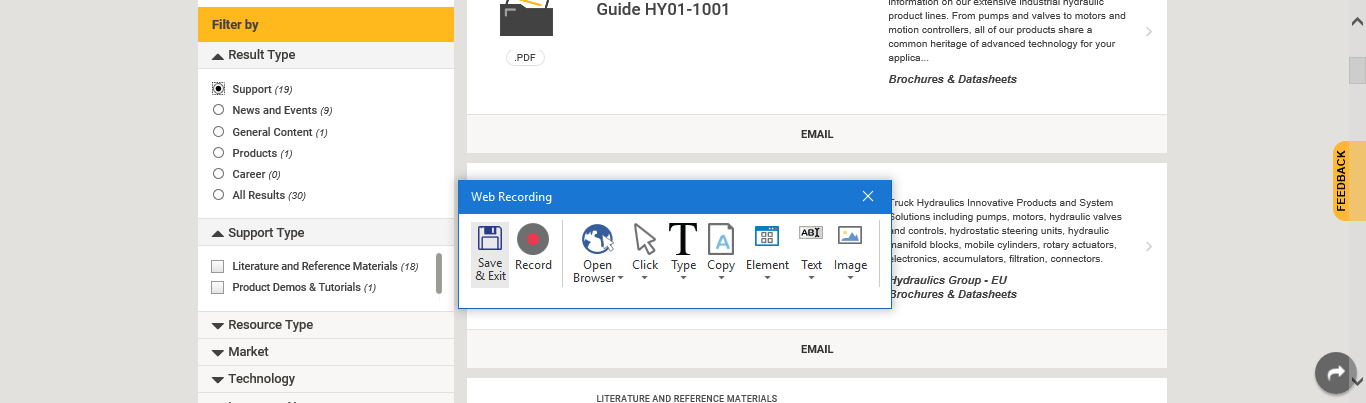 Filter by
Result Type
Support (19)
News and Events (9)
General Content (1)
Products (1)
Career (0)
All Results (30)
Support Type
Literature and Reference Materials (18)
Product Demos & Tutorials (1)
Resource Type
Market
Technology
Guide HY01-1001
.PDF
information on our extensive industrial hydraulic
product lines. From pumps and valves to motors and
motion controllers, all of our products share a
common heritage of advanced technology for your
applica...
Brochures & Datasheets
EMAIL
Web Recording
Save
& Exit
Record
Open
Browser
Click
Type
Copy
Element
Text
Image
Truck Hydraulics Innovative Products and System
Solutions including pumps, motors, hydraulic valves
and controls, hydrostatic steering units, hydraulic
manifold blocks, mobile cylinders, rotary actuators,
electronics, accumulators, filtration, connectors.
Hydraulics Group - EU
Brochures & Datasheets
EMAIL
LITERATURE AND REFERENCE MATERIALS
FEEDBACK